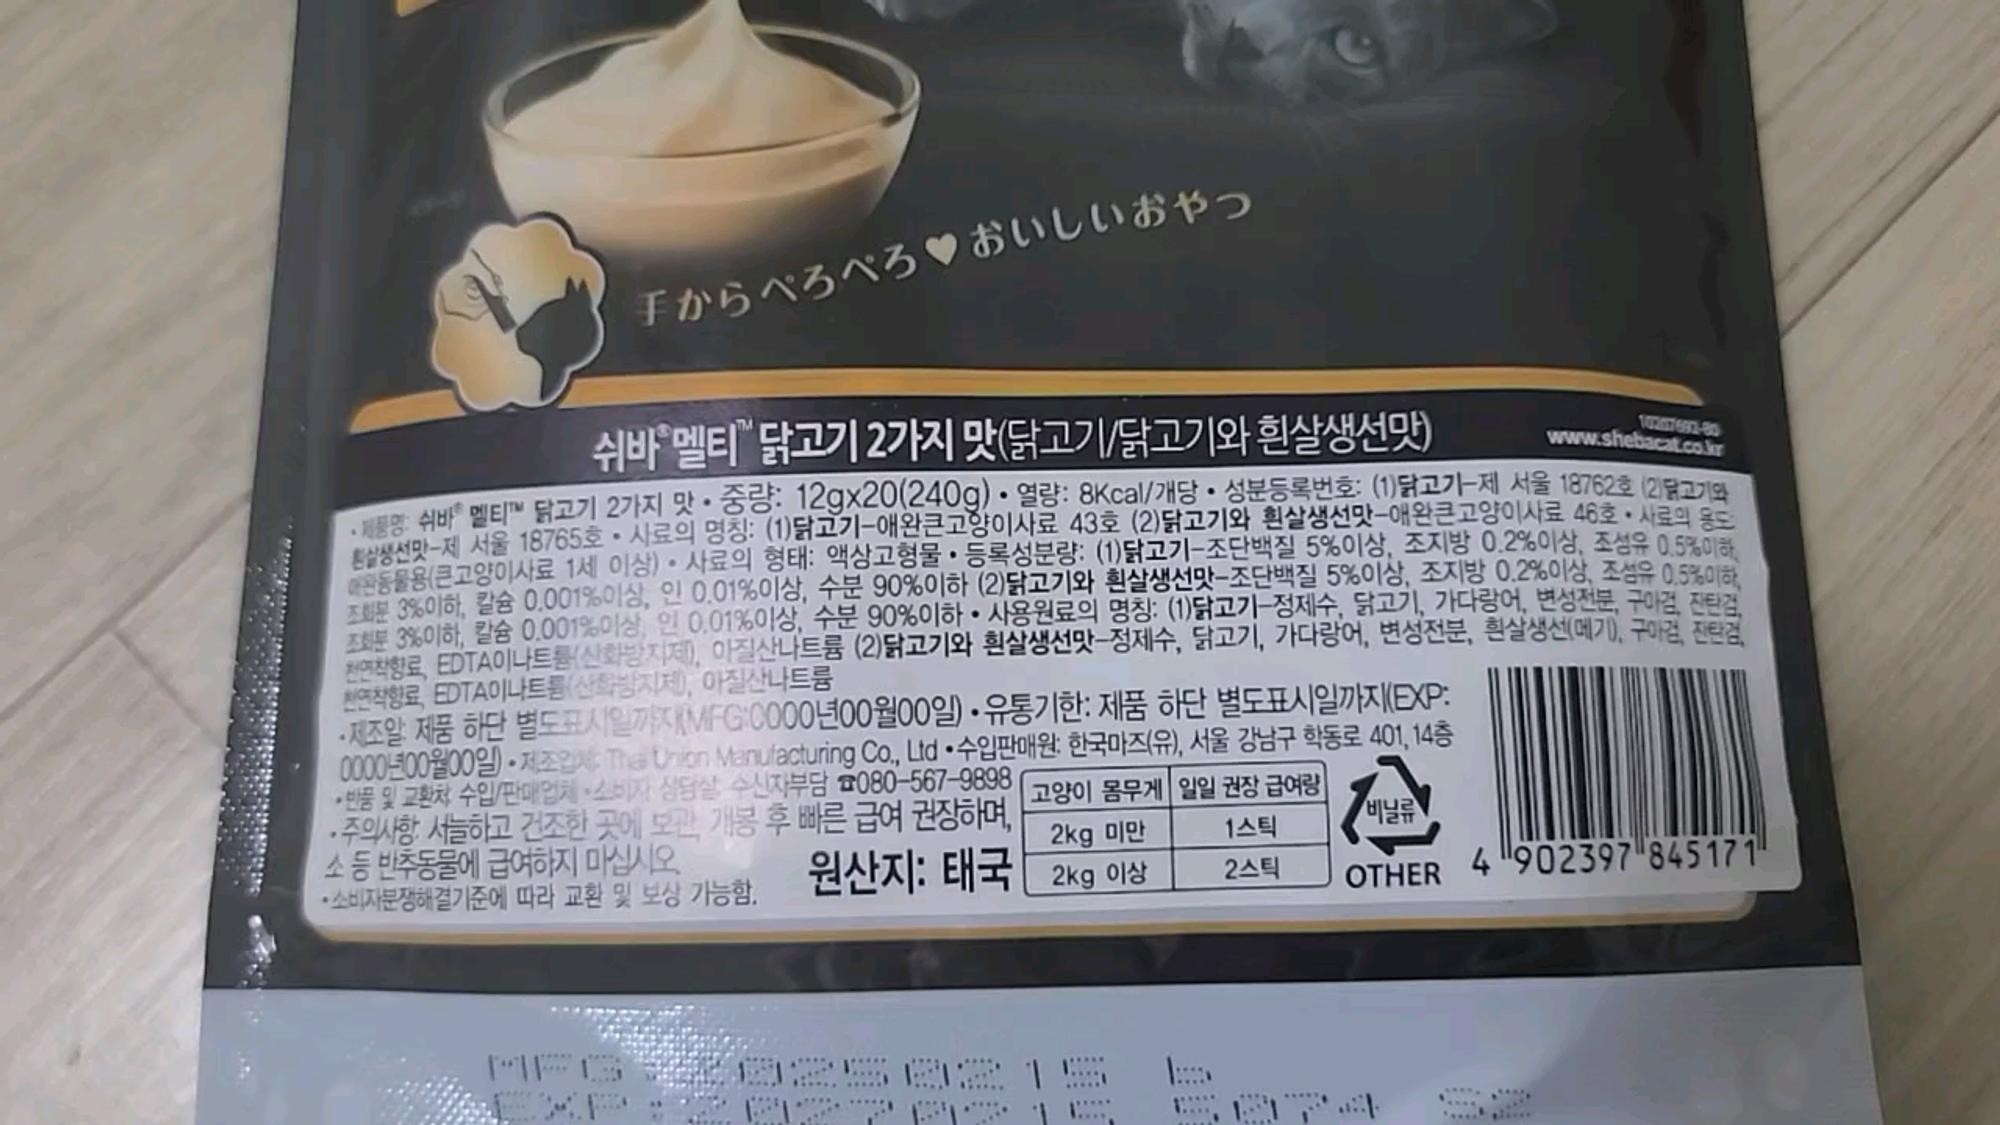 手からぺろぺろ♥おいしいおやつ
쉬바®멜티™ 닭고기 2가지 맛(닭고기/닭고기와 흰살생선맛)
www.shebacat.co.kr
•제품명: 쉬바® 멜티™ 닭고기 2가지 맛 • 중량: 12gx20(240g) • 열량: 8Kcal/개당 • 성분등록번호: (1)닭고기-제 서울 18762호 (2)닭고기와
흰살생선맛-제 서울 18765호 • 사료의 명칭: (1)닭고기-애완큰고양이사료 43호 (2)닭고기와 흰살생선맛-애완큰고양이사료 46호 • 사료의 용도:
애완동물용(큰고양이사료 1세 이상) • 사료의 형태: 액상고형물 • 등록성분량: (1)닭고기-조단백질 5%이상, 조지방 0.2%이상, 조섬유 0.5%이하,
조회분 3%이하, 칼슘 0.001%이상, 인 0.01%이상, 수분 90%이하 (2)닭고기와 흰살생선맛-조단백질 5%이상, 조지방 0.2%이상, 조섬유 0.5%이하,
조회분 3%이하, 칼슘 0.001%이상, 인 0.01%이상, 수분 90%이하 • 사용원료의 명칭: (1)닭고기-정제수, 닭고기, 가다랑어, 변성전분, 구아검, 잔탄검,
천연착향료, EDTA이나트륨(산화방지제), 아질산나트륨 (2)닭고기와 흰살생선맛-정제수, 닭고기, 가다랑어, 변성전분, 흰살생선(메기), 구아검, 잔탄검,
천연착향료, EDTA이나트륨(산화방지제), 아질산나트륨
•제조일: 제품 하단 별도표시일까지(MFG:0000년00월00일) •유통기한: 제품 하단 별도표시일까지(EXP:
0000년00월00일) • 제조업체: Thai Union Manufacturing Co., Ltd •수입판매원: 한국마즈(유), 서울 강남구 학동로 401, 14층
•반품 및 교환처: 수입/판매업체 •소비자 상담실: 수신자부담 ☎080-567-9898
•주의사항: 서늘하고 건조한 곳에 보관, 개봉 후 빠른 급여 권장하며,
소 등 반추동물에 급여하지 마십시오.
•소비자분쟁해결기준에 따라 교환 및 보상 가능함.
원산지: 태국
고양이 몸무게 일일 권장 급여량
2kg 미만 1스틱
2kg 이상 2스틱
비닐류
OTHER
4 902397 845171
MFG: 20250215 b
EXP: 20270215 5074 S2